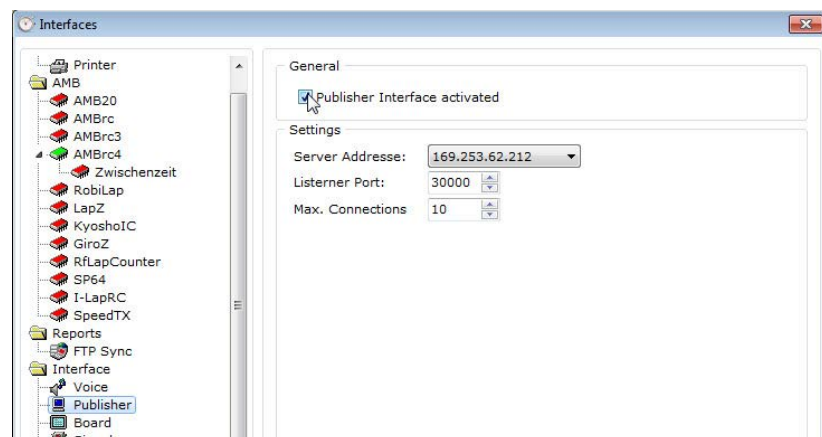 Interfaces
Printer
AMB
AMB20
AMBrc
AMBrc3
AMBrc4
Zwischenzeit
RobiLap
LapZ
KyoshoIC
GiroZ
RfLapCounter
SP64
I-LapRC
SpeedTX
Reports
FTP Sync
Interface
Voice
Publisher
Board
General
Publisher Interface activated
Settings
Server Addresse: 169.253.62.212
Listerner Port: 30000
Max. Connections 10